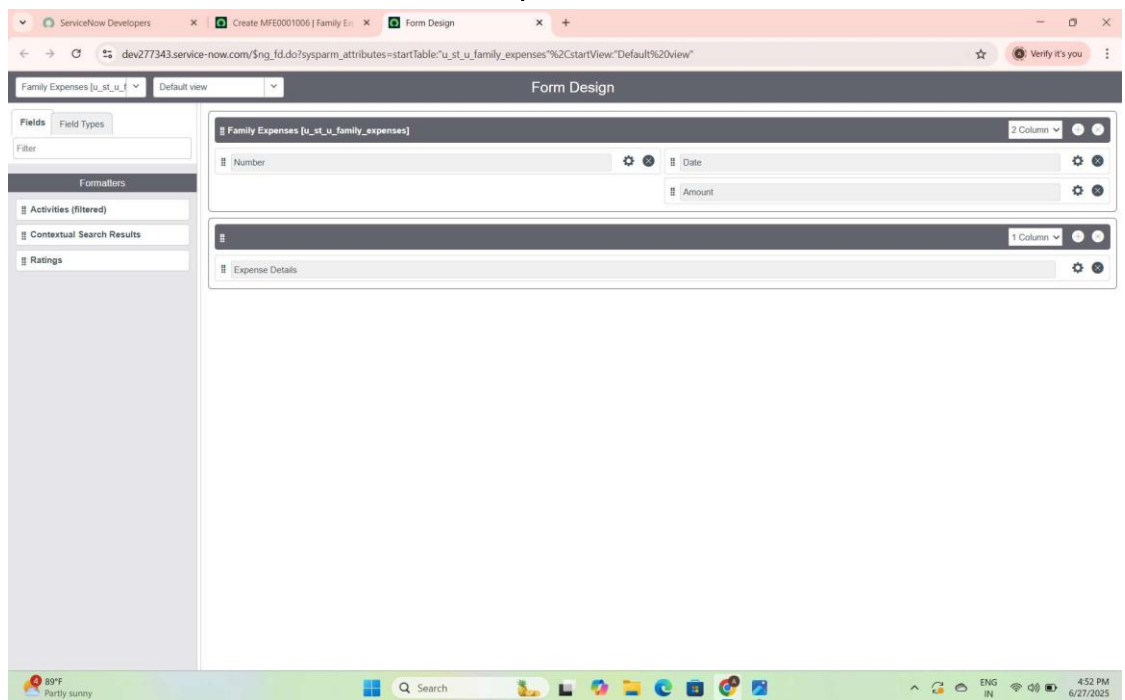 ServiceNow Developers
Create MFE0001006 | Family Ex
Form Design
dev277343.service-now.com/$ng_fd.do?sysparm_attributes=startTable:"u_st_u_family_expenses"%2CstartView:"Default%20view"
Verify it's you
Family Expenses [u_st_u_f
Default view
Form Design
Fields
Field Types
Filter
Formatters
Activities (filtered)
Contextual Search Results
Ratings
Family Expenses [u_st_u_family_expenses]
2 Column
Number
Date
Amount
1 Column
Expense Details
4
89°F
Partly sunny
Search
ENG
IN
4:52 PM
6/27/2025